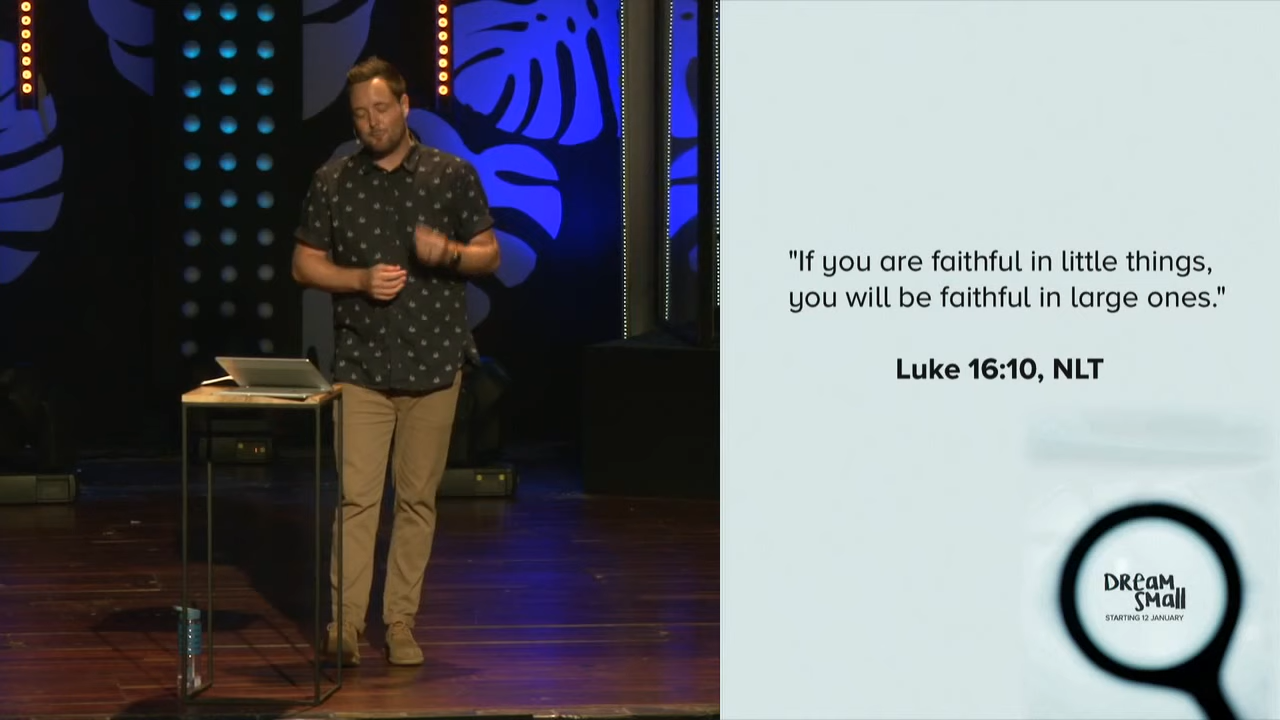 "If you are faithful in little things,
you will be faithful in large ones."
Luke 16:10, NLT
DREAM
SMALL
STARTING 12 JANUARY